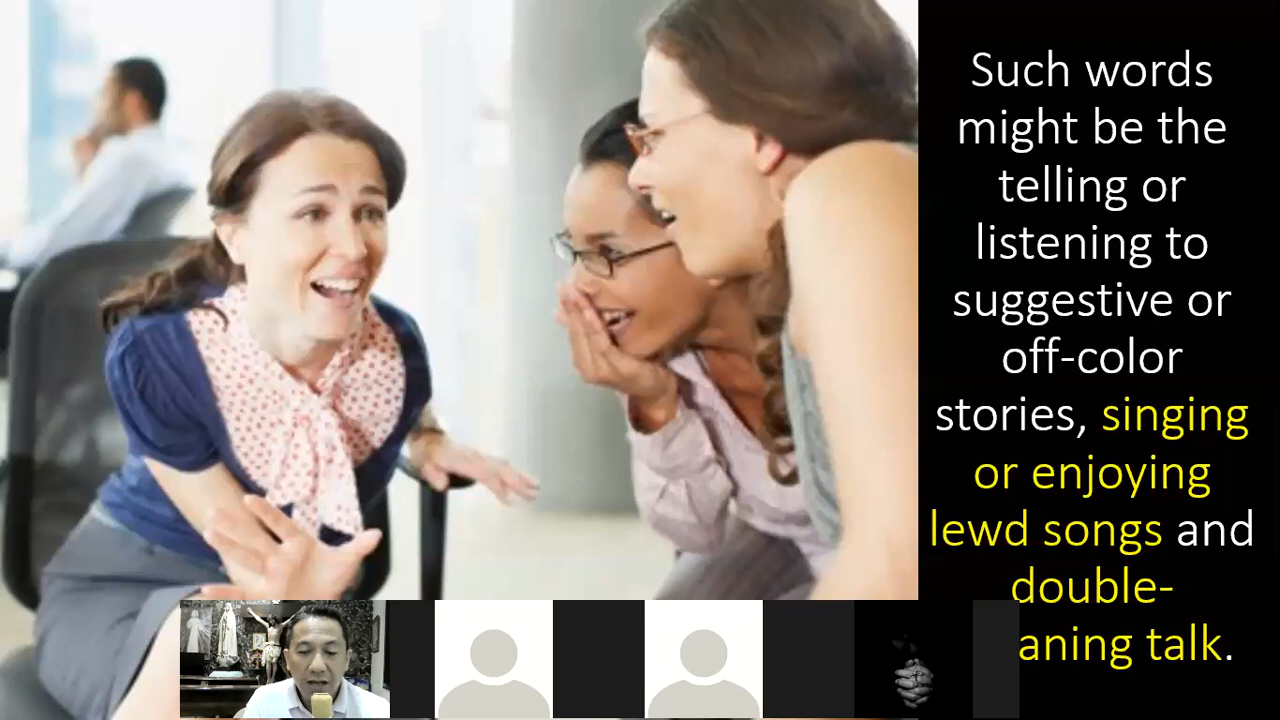 Such words
might be the
telling or
listening to
suggestive or
off-color
stories, singing
or enjoying
lewd songs and
double-
aning talk.